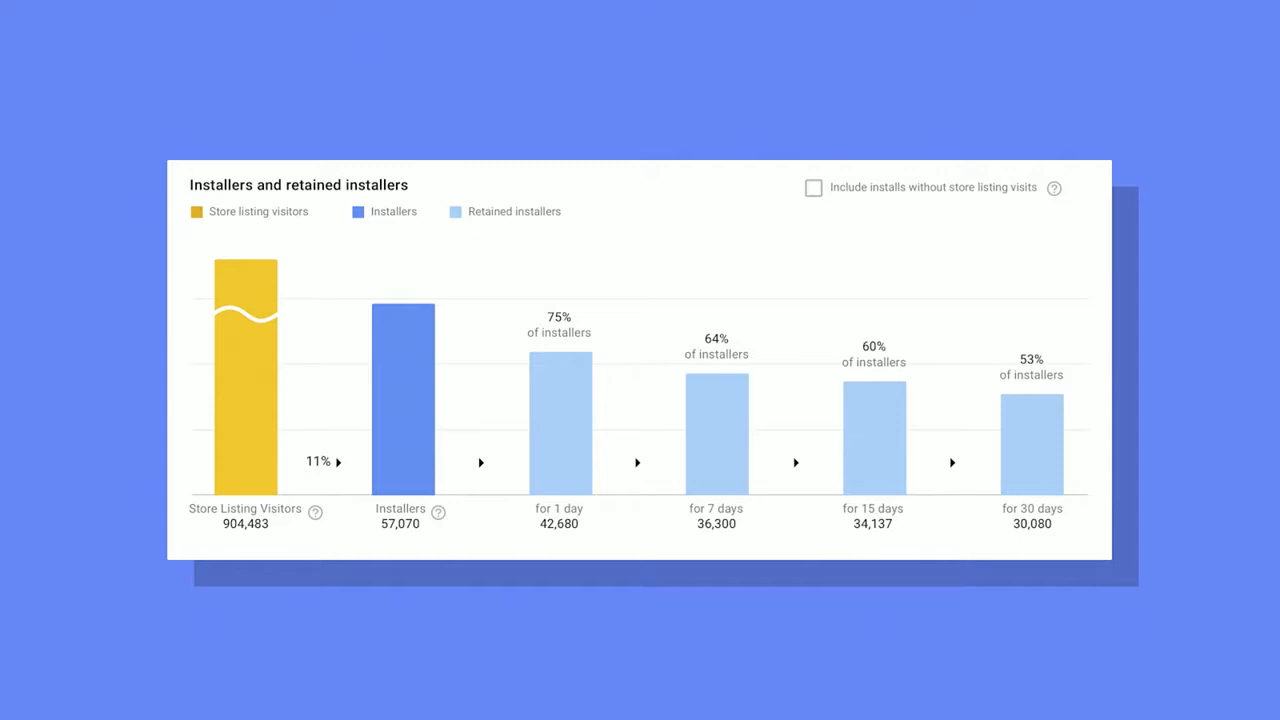 Installers and retained installers
Include installs without store listing visits ?
Store listing visitors Installers Retained installers
75%
of installers
64%
of installers
60%
of installers
53%
of installers
11%
Store Listing Visitors ?
904,483
Installers ?
57,070
for 1 day
42,680
for 7 days
36,300
for 15 days
34,137
for 30 days
30,080